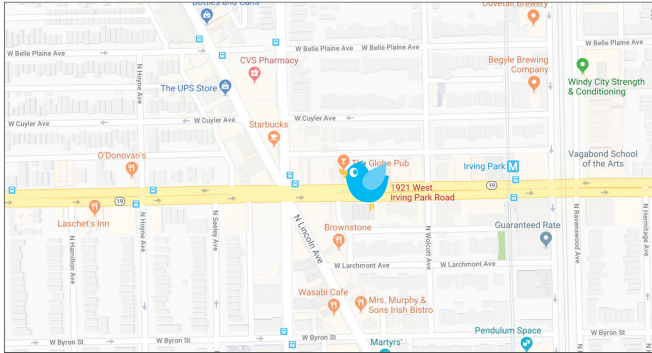 Bottles and Cans
Dovetail Brewery
W Belle Plaine Ave
W Belle Plaine Ave
W Belle Plaine Ave
CVS Pharmacy
Begyle Brewing
Company
The UPS Store
Windy City Strength
& Conditioning
N Hoyne Ave
W Cuyler Ave
W Cuyler Ave
W Cuyler Ave
Starbucks
O'Donovan's
The Globe Pub
Irving Park
M
Vagabond School
of the Arts
19
19
1921 West
Irving Park Road
Laschet's Inn
N Hamilton Ave
N Hoyne Ave
N Seeley Ave
N Lincoln Ave
Brownstone
N Wolcott Ave
Guaranteed Rate
N Ravenswood Ave
N Hermitage Ave
W Larchmont Ave
W Larchmont Ave
Wasabi Cafe
Mrs. Murphy &
Sons Irish Bistro
W Byron St
W Byron St
W Byron St
Martyrs'
Pendulum Space